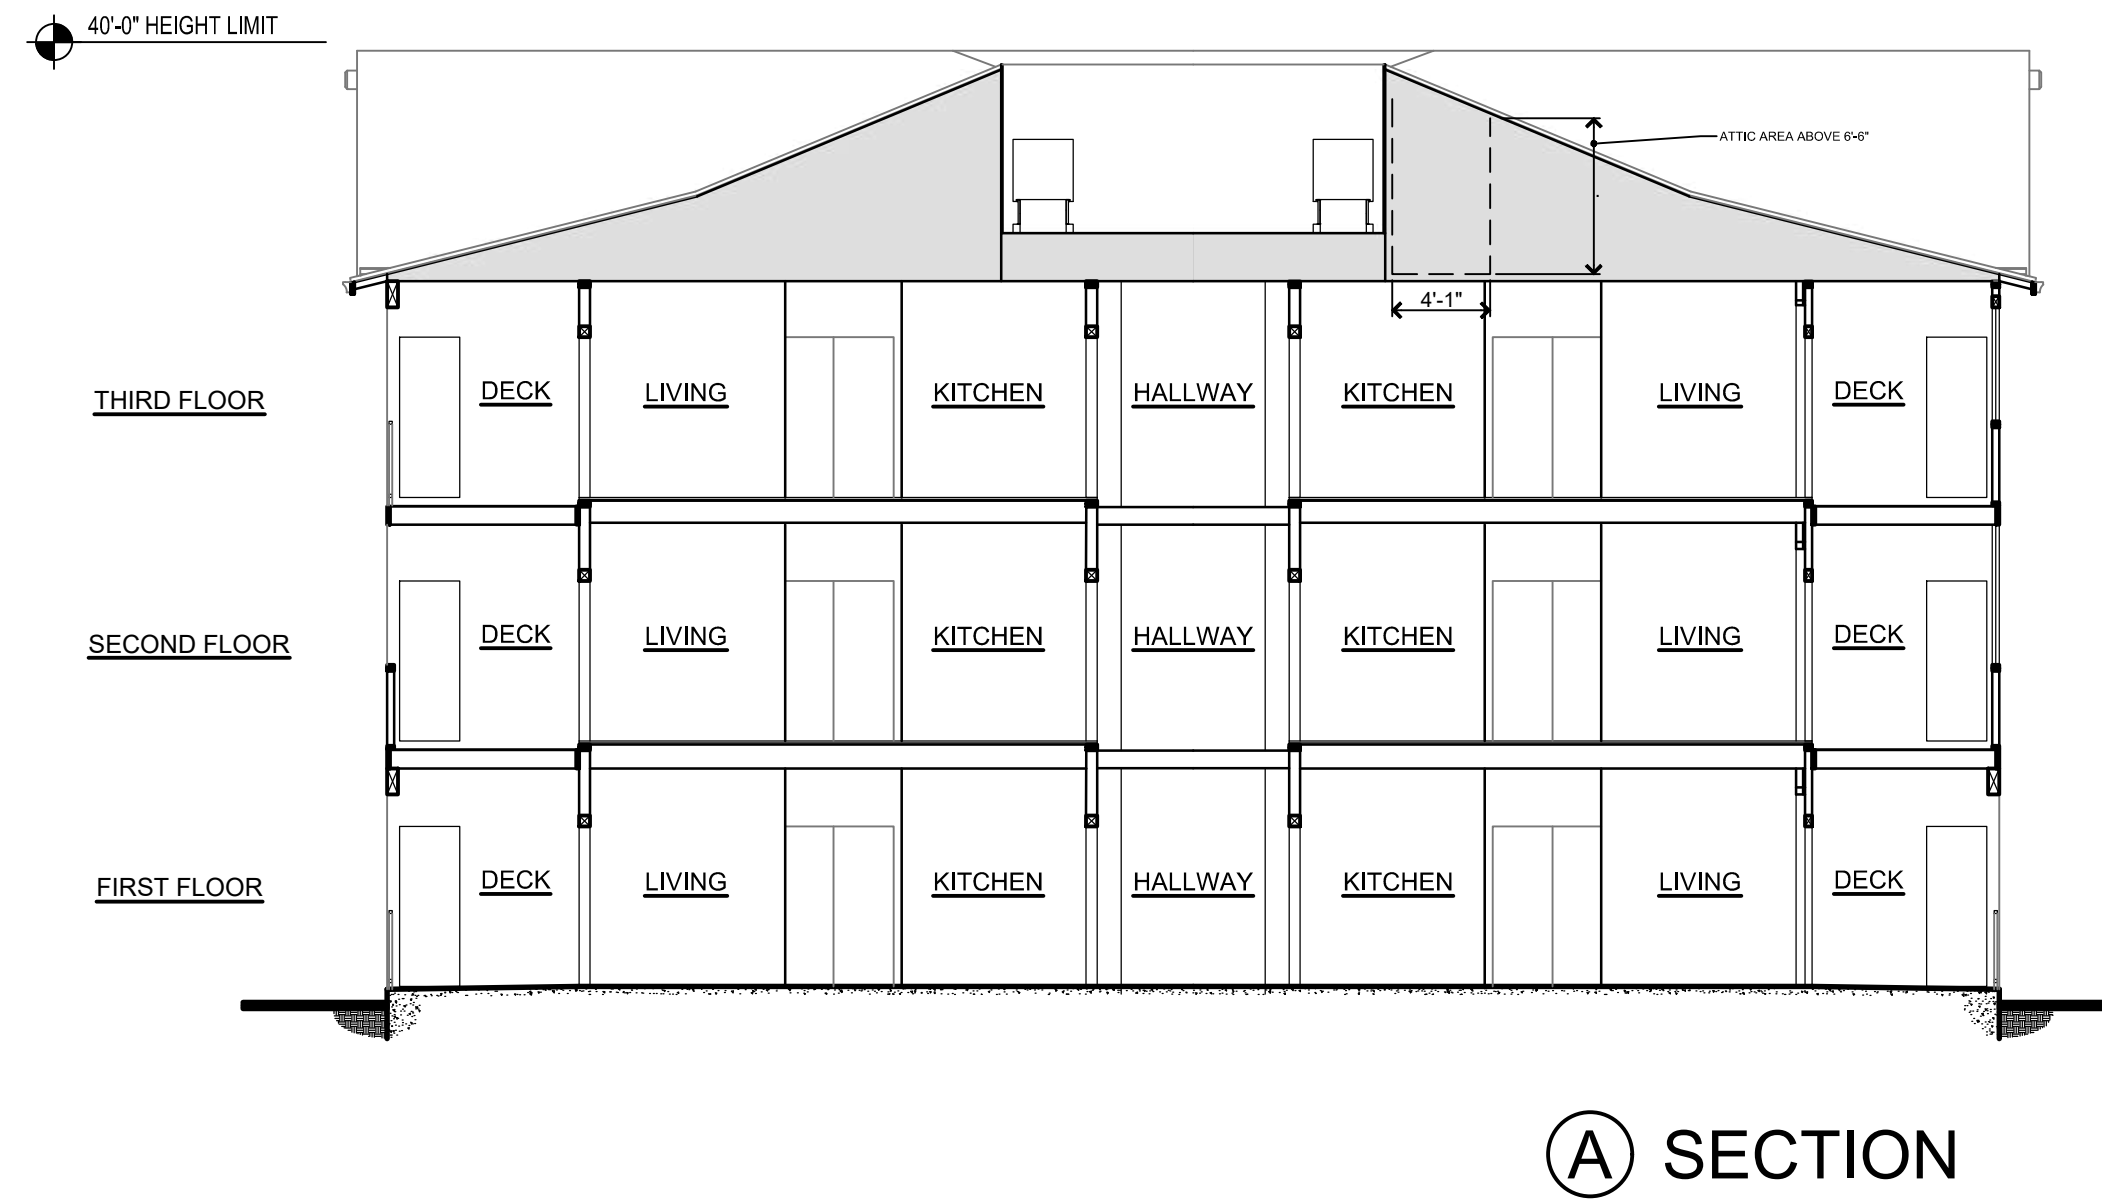 40'-0" HEIGHT LIMIT
ATTIC AREA ABOVE 6'-6"
4'-1"
THIRD FLOOR
DECK
LIVING
KITCHEN
HALLWAY
KITCHEN
LIVING
DECK
SECOND FLOOR
DECK
LIVING
KITCHEN
HALLWAY
KITCHEN
LIVING
DECK
FIRST FLOOR
DECK
LIVING
KITCHEN
HALLWAY
KITCHEN
LIVING
DECK
A SECTION